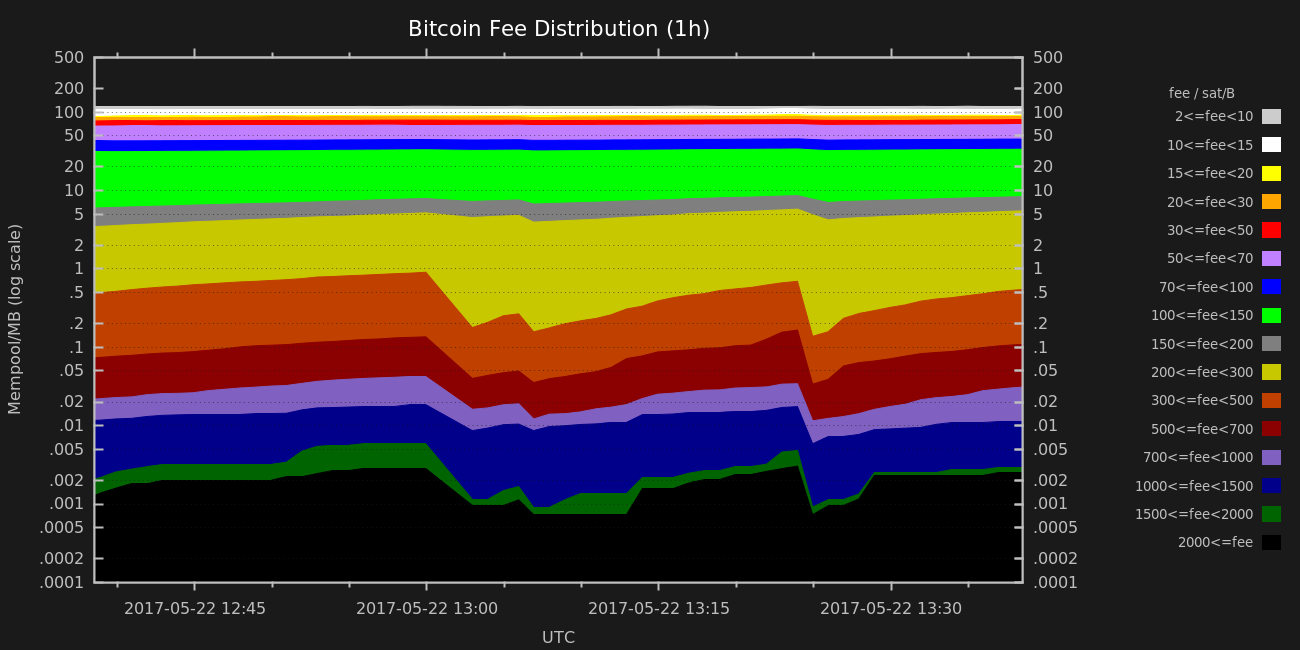 Bitcoin Fee Distribution (1h)
500 500
200 200
100 100
50 50
20 20
10 10
5 5
2 2
1 1
.5 .5
.2 .2
.1 .1
.05 .05
.02 .02
.01 .01
.005 .005
.002 .002
.001 .001
.0005 .0005
.0002 .0002
.0001 .0001
Mempool/MB (log scale)
2017-05-22 12:45 2017-05-22 13:00 2017-05-22 13:15 2017-05-22 13:30
UTC
fee / sat/B
2<=fee<10
10<=fee<15
15<=fee<20
20<=fee<30
30<=fee<50
50<=fee<70
70<=fee<100
100<=fee<150
150<=fee<200
200<=fee<300
300<=fee<500
500<=fee<700
700<=fee<1000
1000<=fee<1500
1500<=fee<2000
2000<=fee